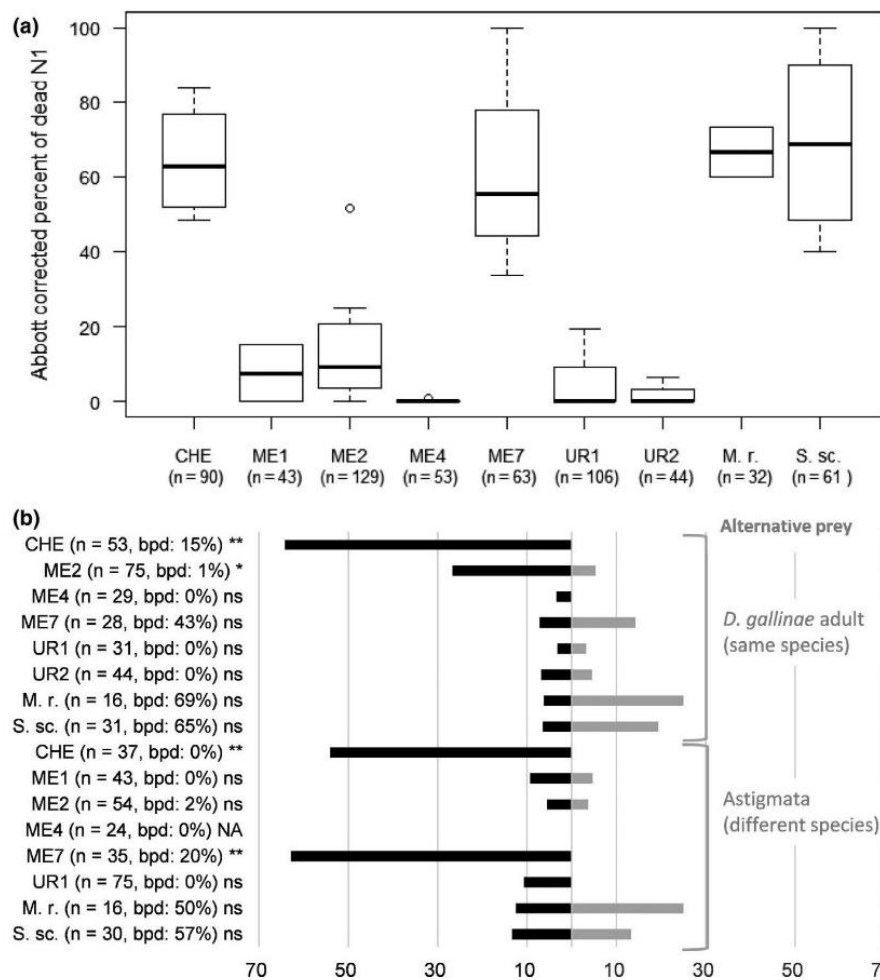 (a)
Abbott corrected percent of dead N1
100
80
60
40
20
0
CHE ME1 ME2 ME4 ME7 UR1 UR2 M. r. S. sc.
(n = 90) (n = 43) (n = 129) (n = 53) (n = 63) (n = 106) (n = 44) (n = 32) (n = 61 )
(b)
Alternative prey
CHE (n = 53, bpd: 15%) **
ME2 (n = 75, bpd: 1%) *
ME4 (n = 29, bpd: 0%) ns
ME7 (n = 28, bpd: 43%) ns
UR1 (n = 31, bpd: 0%) ns
UR2 (n = 44, bpd: 0%) ns
M. r. (n = 16, bpd: 69%) ns
S. sc. (n = 31, bpd: 65%) ns
D. gallinae adult
(same species)
CHE (n = 37, bpd: 0%) **
ME1 (n = 43, bpd: 0%) ns
ME2 (n = 54, bpd: 2%) ns
ME4 (n = 24, bpd: 0%) NA
ME7 (n = 35, bpd: 20%) **
UR1 (n = 75, bpd: 0%) ns
M. r. (n = 16, bpd: 50%) ns
S. sc. (n = 30, bpd: 57%) ns
Astigmata
(different species)
70 50 30 10 10 30 50